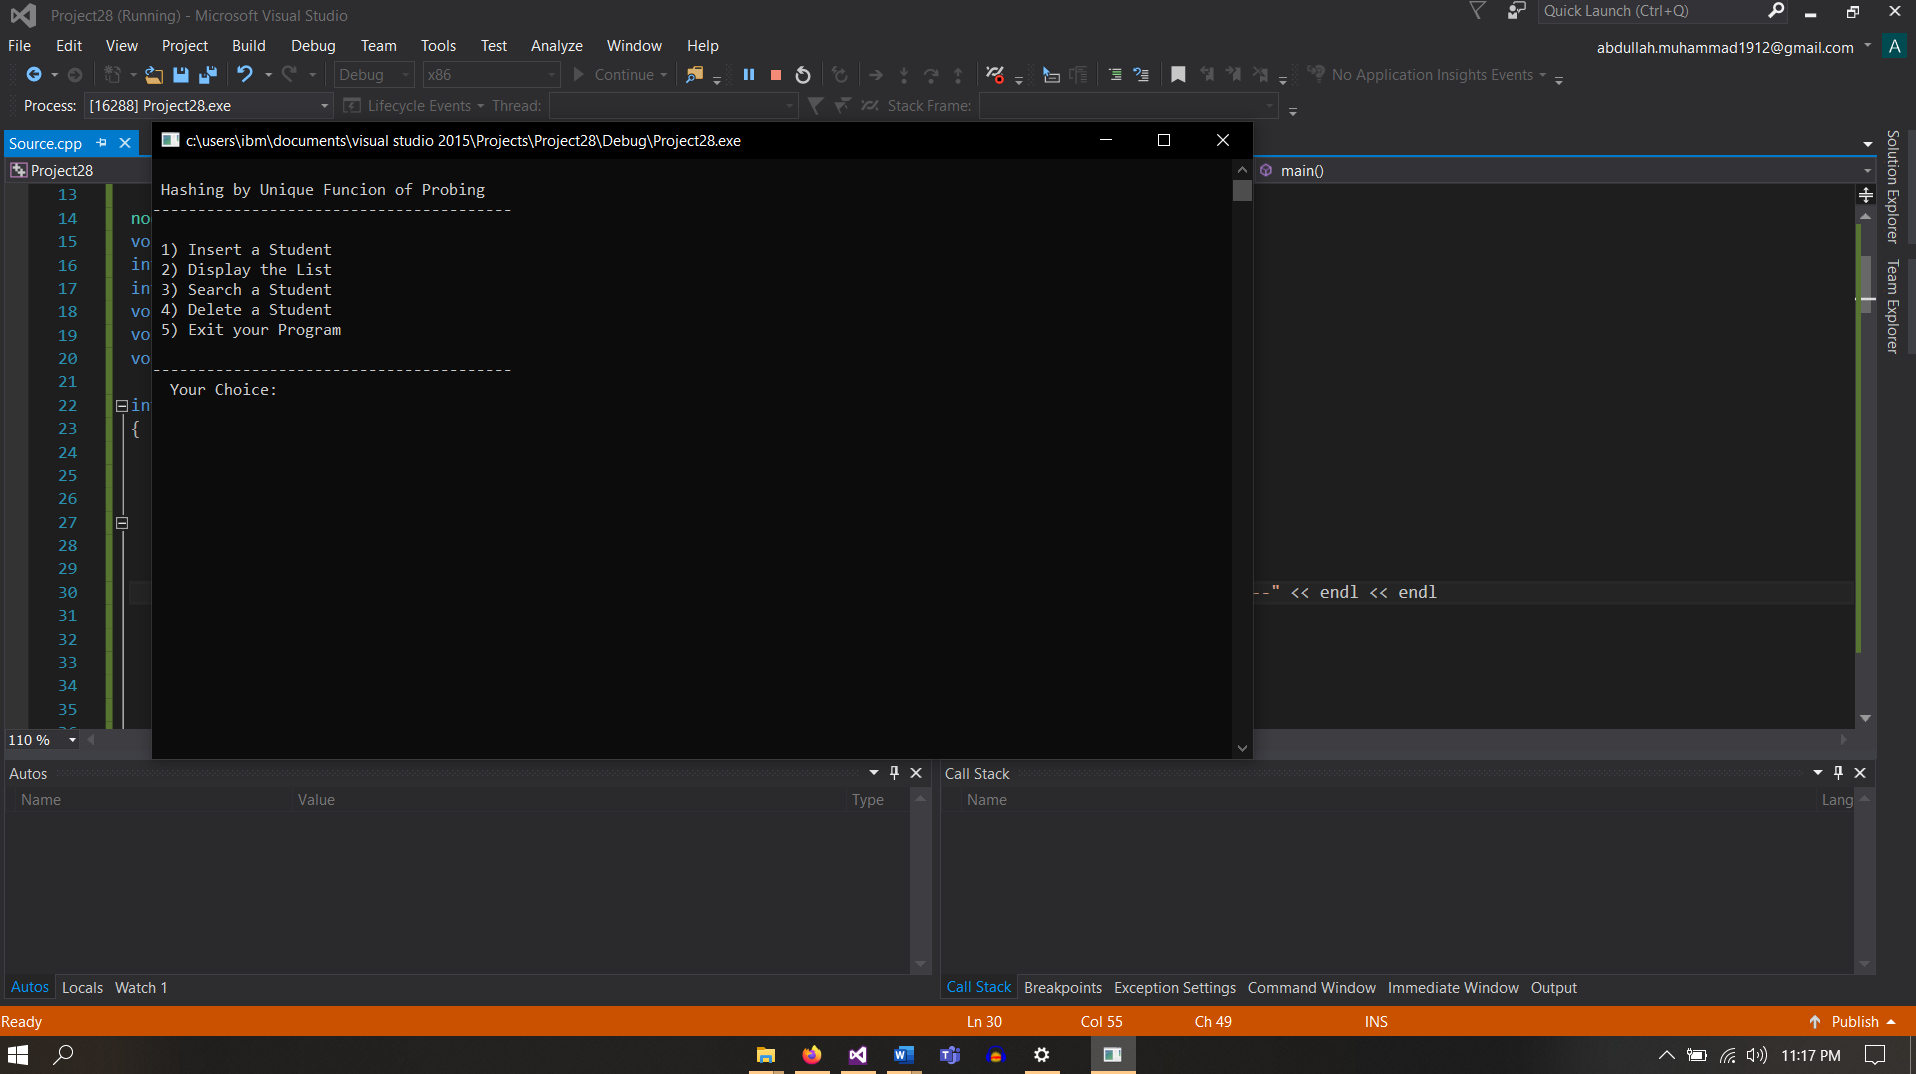 Project28 (Running) - Microsoft Visual Studio
Quick Launch (Ctrl+Q)
File Edit View Project Build Debug Team Tools Test Analyze Window Help
abdullah.muhammad1912@gmail.com A
Debug x86 Continue No Application Insights Events
Process: [16288] Project28.exe Lifecycle Events Thread: Stack Frame:
Source.cpp
c:\users\ibm\documents\visual studio 2015\Projects\Project28\Debug\Project28.exe
Project28
main()
Solution Explorer
Team Explorer
Hashing by Unique Funcion of Probing
----------------------------------------
1) Insert a Student
2) Display the List
3) Search a Student
4) Delete a Student
5) Exit your Program
----------------------------------------
Your Choice:
13
14 no
15 vo
16 in
17 in
18 vo
19 vo
20 vo
21
22 in
23 {
24
25
26
27
28
29
30 --" << endl << endl
31
32
33
34
35
110 %
Autos
Name Value Type
Call Stack
Name Lang
Autos Locals Watch 1
Call Stack Breakpoints Exception Settings Command Window Immediate Window Output
Ready Ln 30 Col 55 Ch 49 INS Publish
11:17 PM